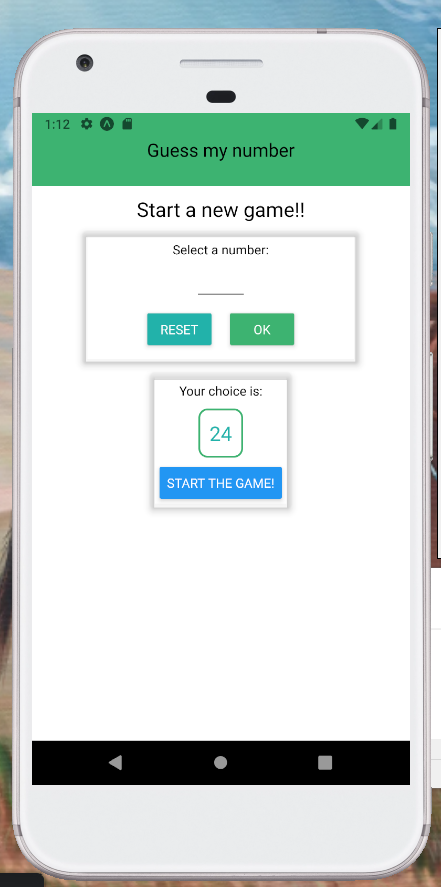 1:12
Guess my number
Start a new game!!
Select a number:
RESET OK
Your choice is:
24
START THE GAME!